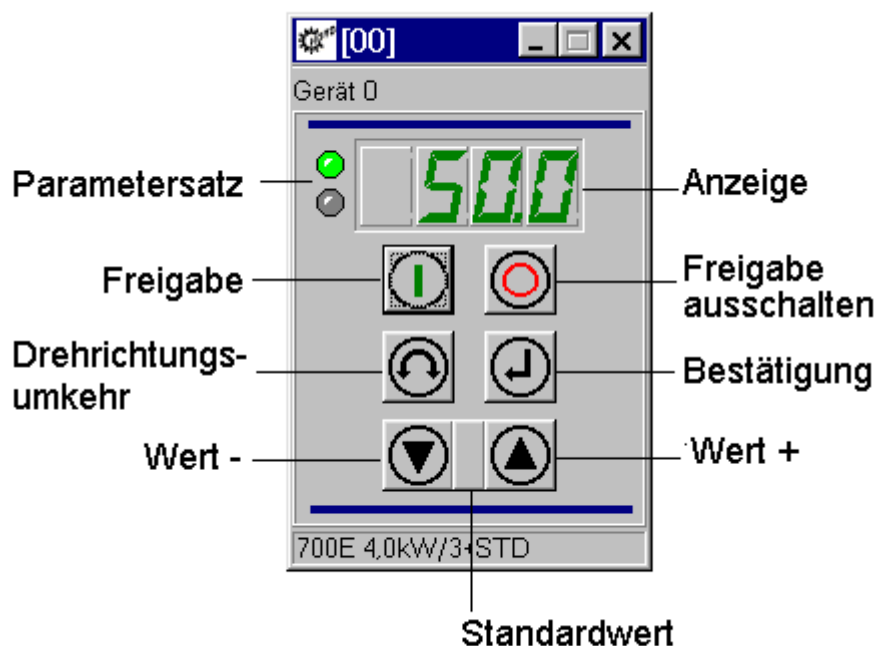 [00]
Gerät 0
Parametersatz
50.0
Anzeige
Freigabe
Freigabe
ausschalten
Drehrichtungs-
umkehr
Bestätigung
Wert -
Wert +
700E 4,0kW/3+STD
Standardwert